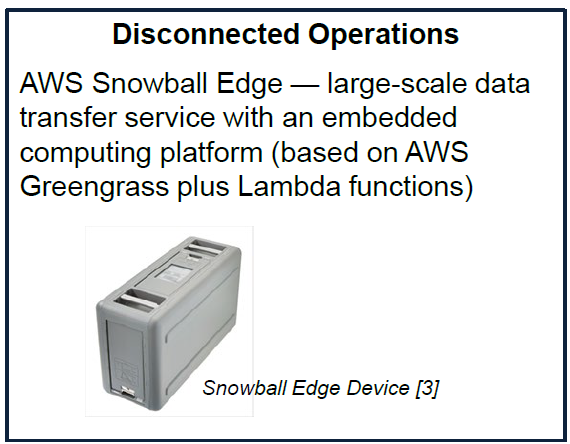 Disconnected Operations
AWS Snowball Edge — large-scale data
transfer service with an embedded
computing platform (based on AWS
Greengrass plus Lambda functions)
Snowball Edge Device [3]